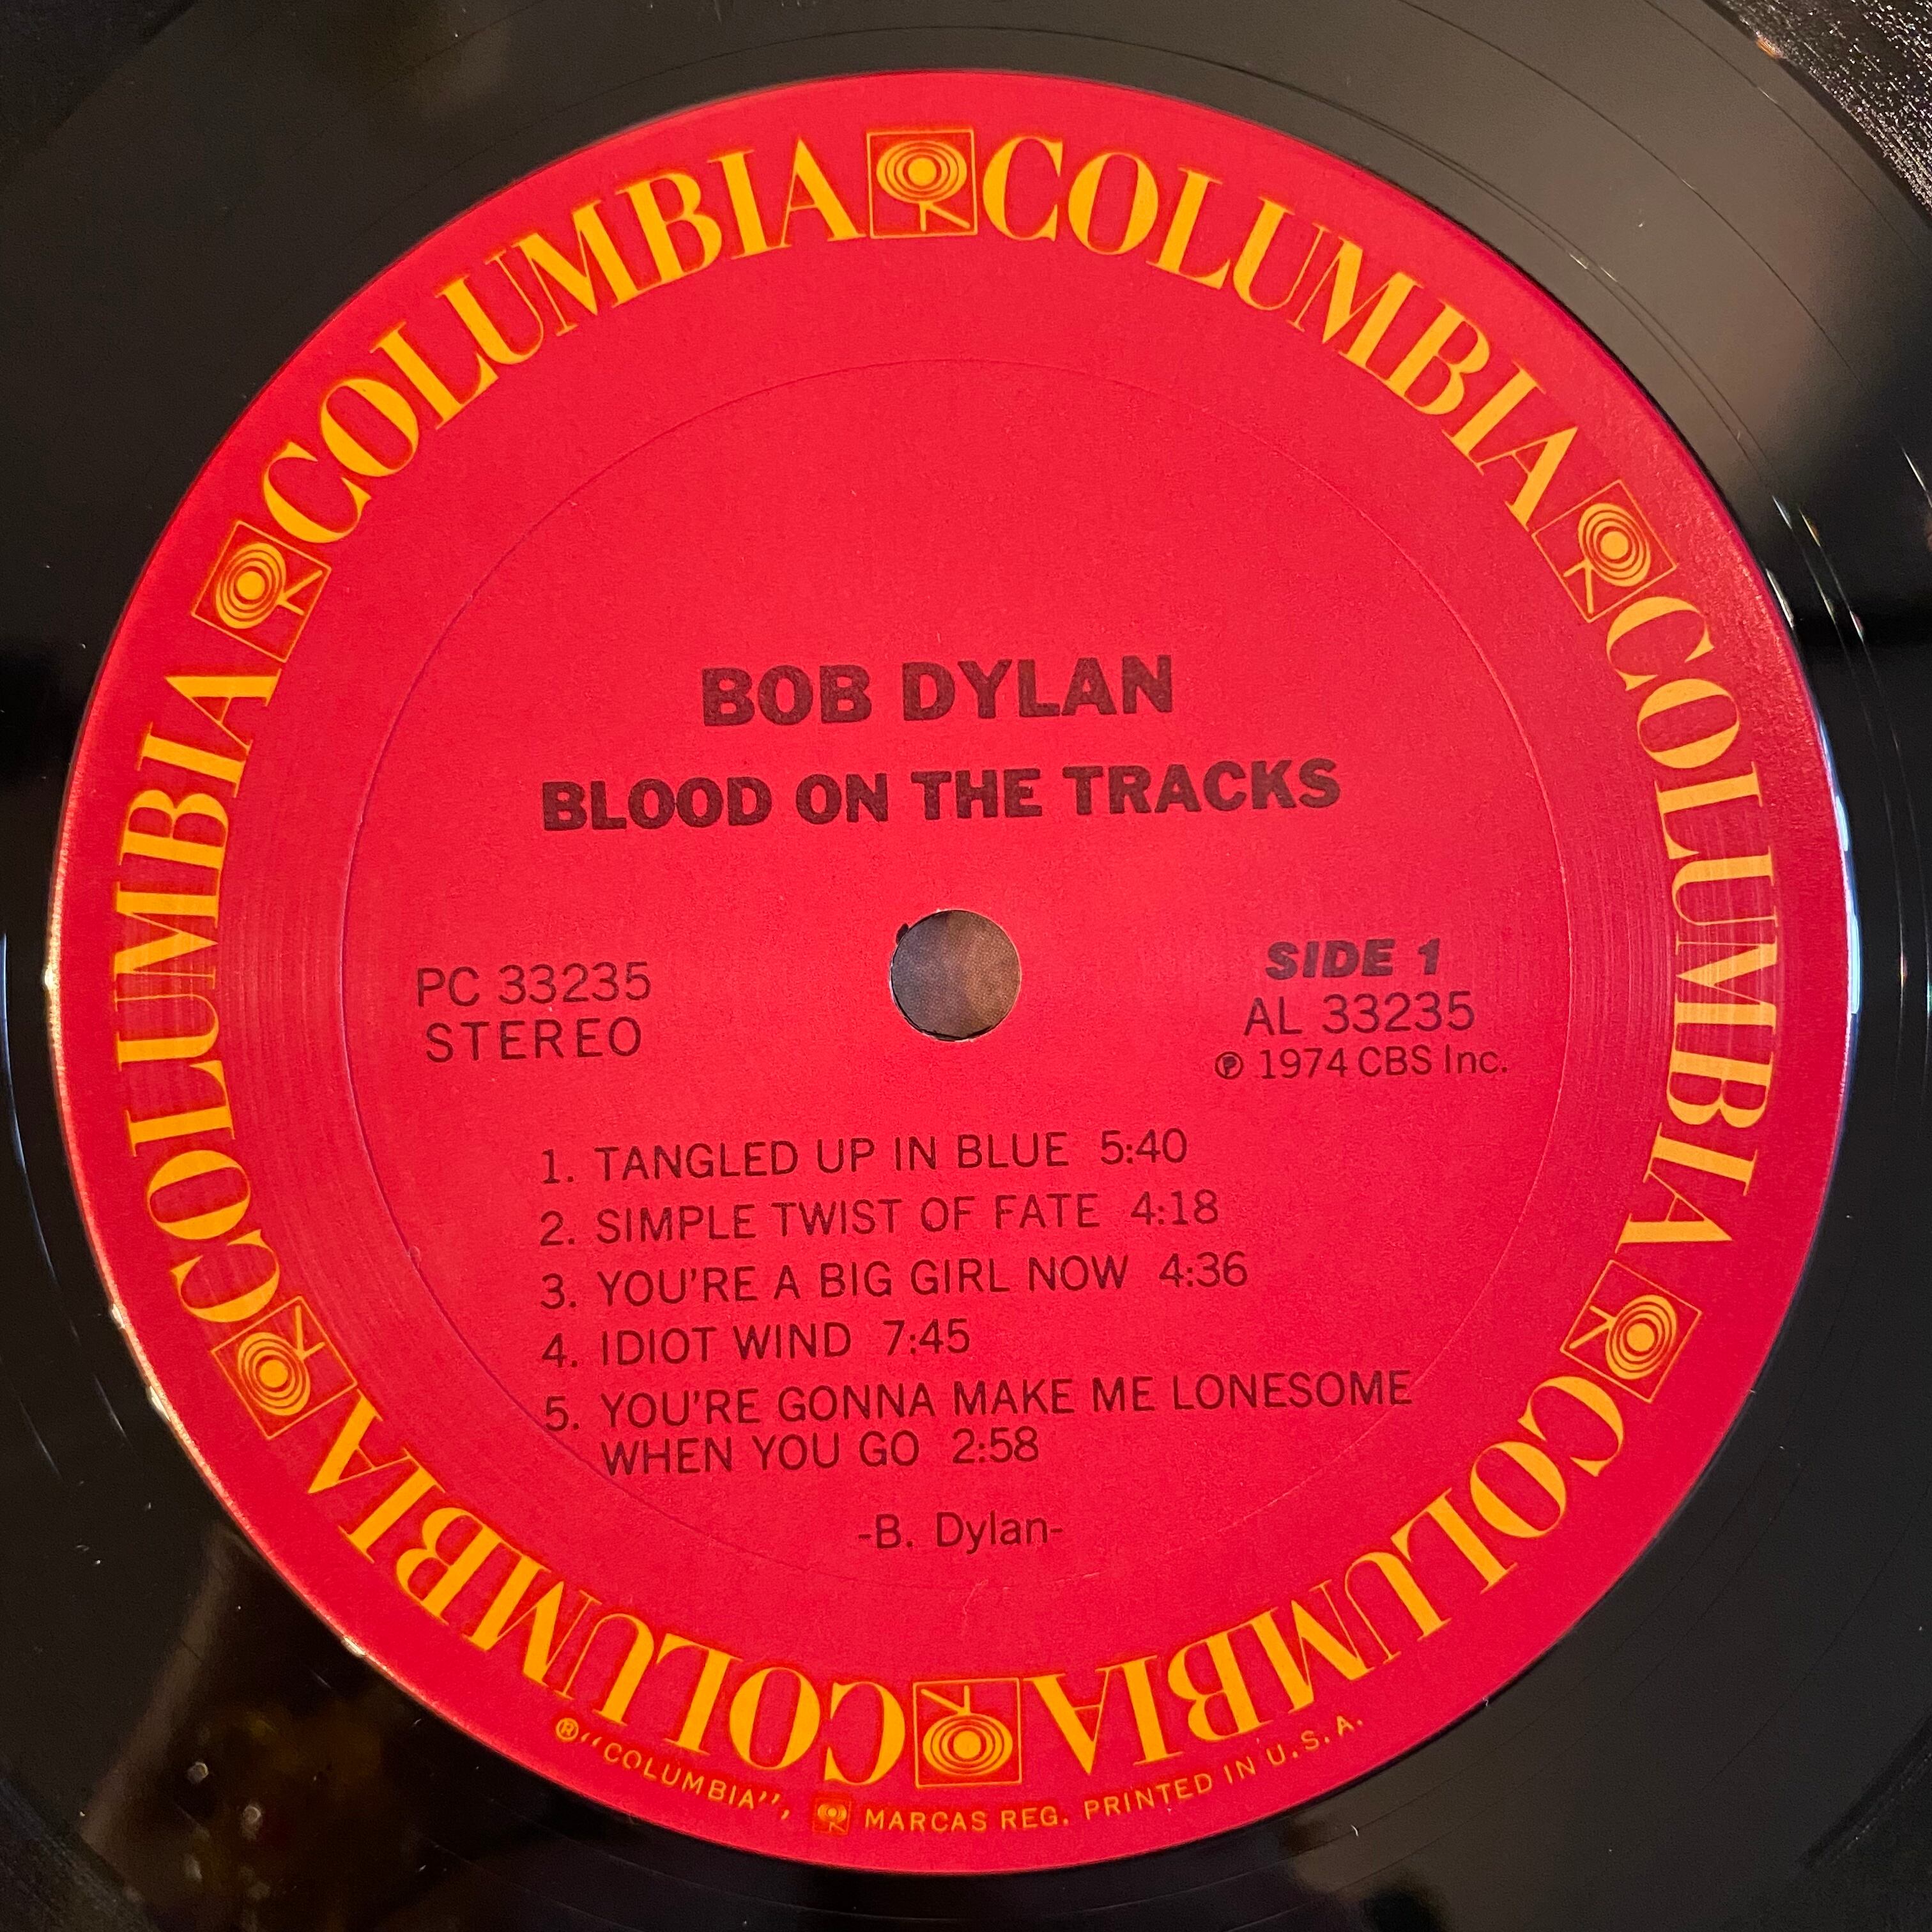 COLUMBIA COLUMBIA COLUMBIA COLUMBIA COLUMBIA COLUMBIA
BOB DYLAN
BLOOD ON THE TRACKS
PC 33235
STEREO
SIDE 1
AL 33235
℗ 1974 CBS Inc.
1. TANGLED UP IN BLUE 5:40
2. SIMPLE TWIST OF FATE 4:18
3. YOU'RE A BIG GIRL NOW 4:36
4. IDIOT WIND 7:45
5. YOU'RE GONNA MAKE ME LONESOME
WHEN YOU GO 2:58
-B. Dylan-
® "COLUMBIA", MARCAS REG. PRINTED IN U.S.A.